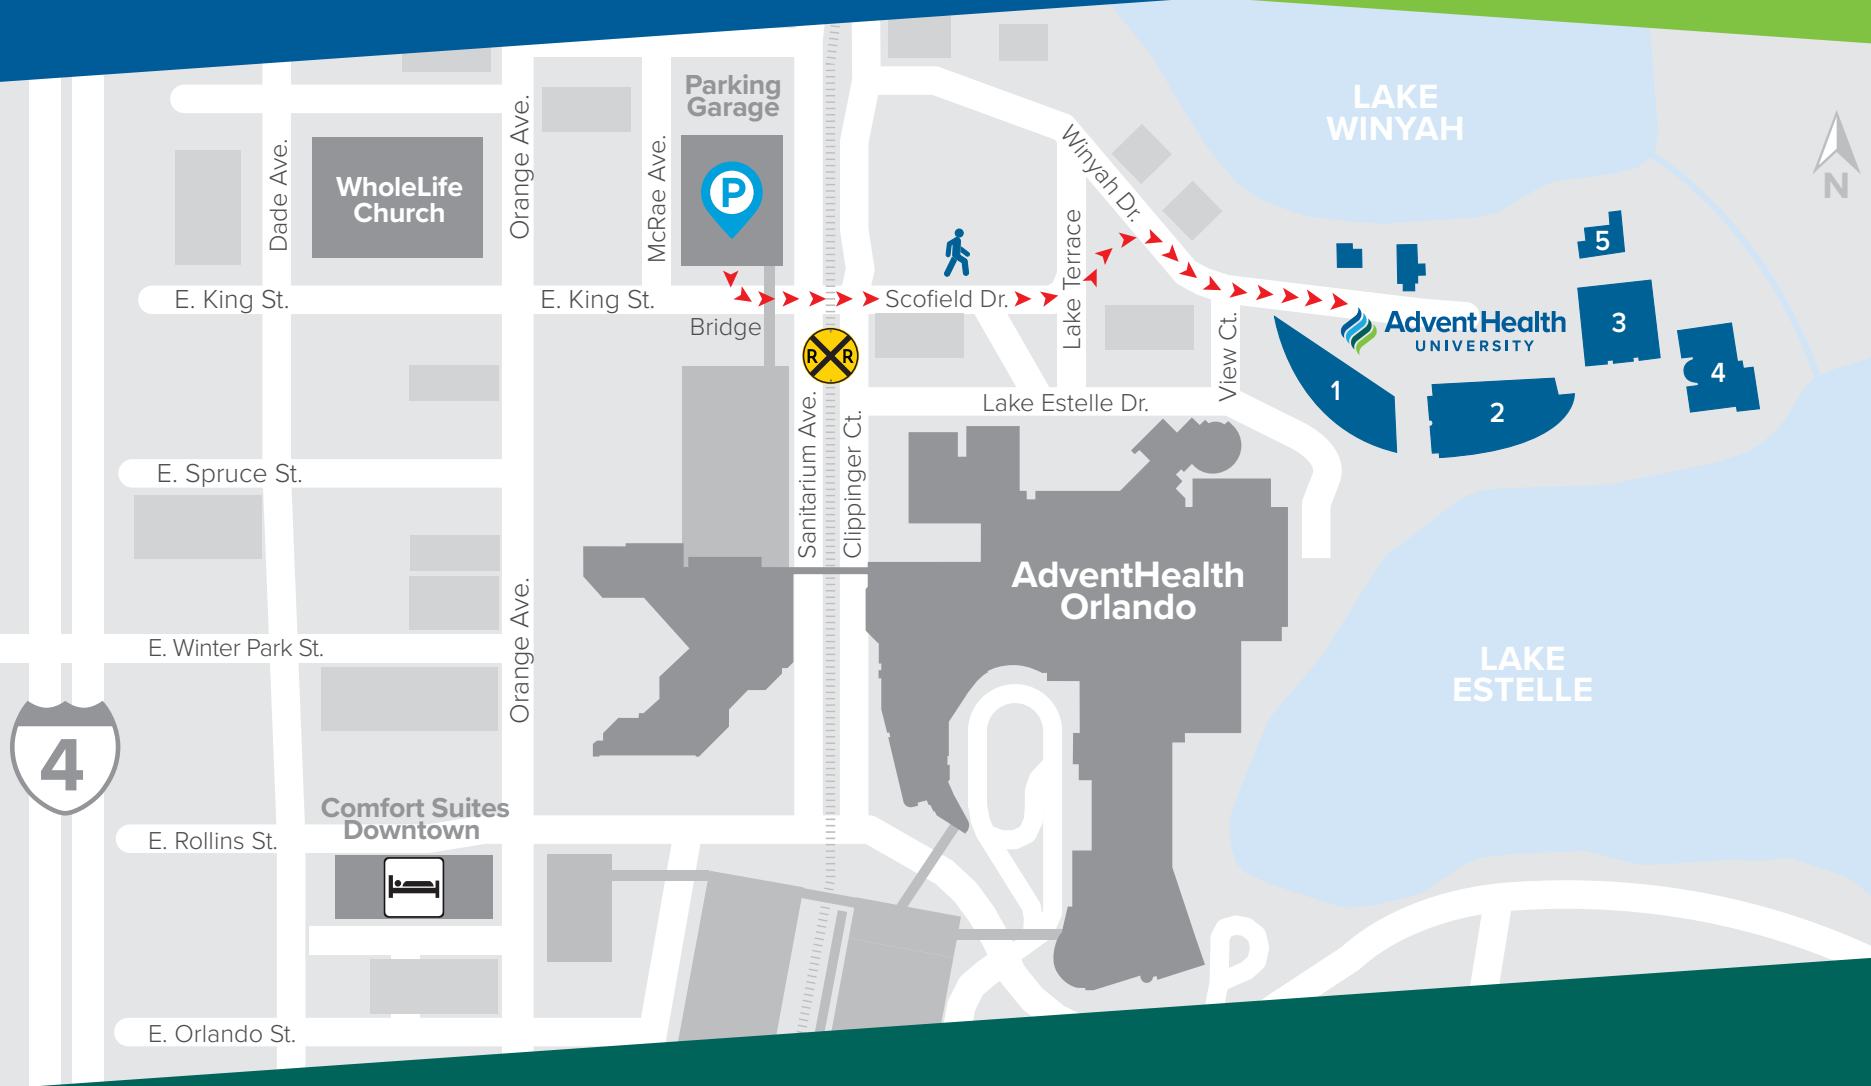 Parking
Garage
P
LAKE
WINYAH
N
Dade Ave.
WholeLife
Church
Orange Ave.
McRae Ave.
Winyah Dr.
Lake Terrace
5
E. King St.
E. King St.
Scofield Dr.
Bridge
R R
AdventHealth
UNIVERSITY
3
View Ct.
1
2
4
Lake Estelle Dr.
Sanitarium Ave.
Clippinger Ct.
E. Spruce St.
AdventHealth
Orlando
Orange Ave.
E. Winter Park St.
LAKE
ESTELLE
4
Comfort Suites
Downtown
E. Rollins St.
E. Orlando St.